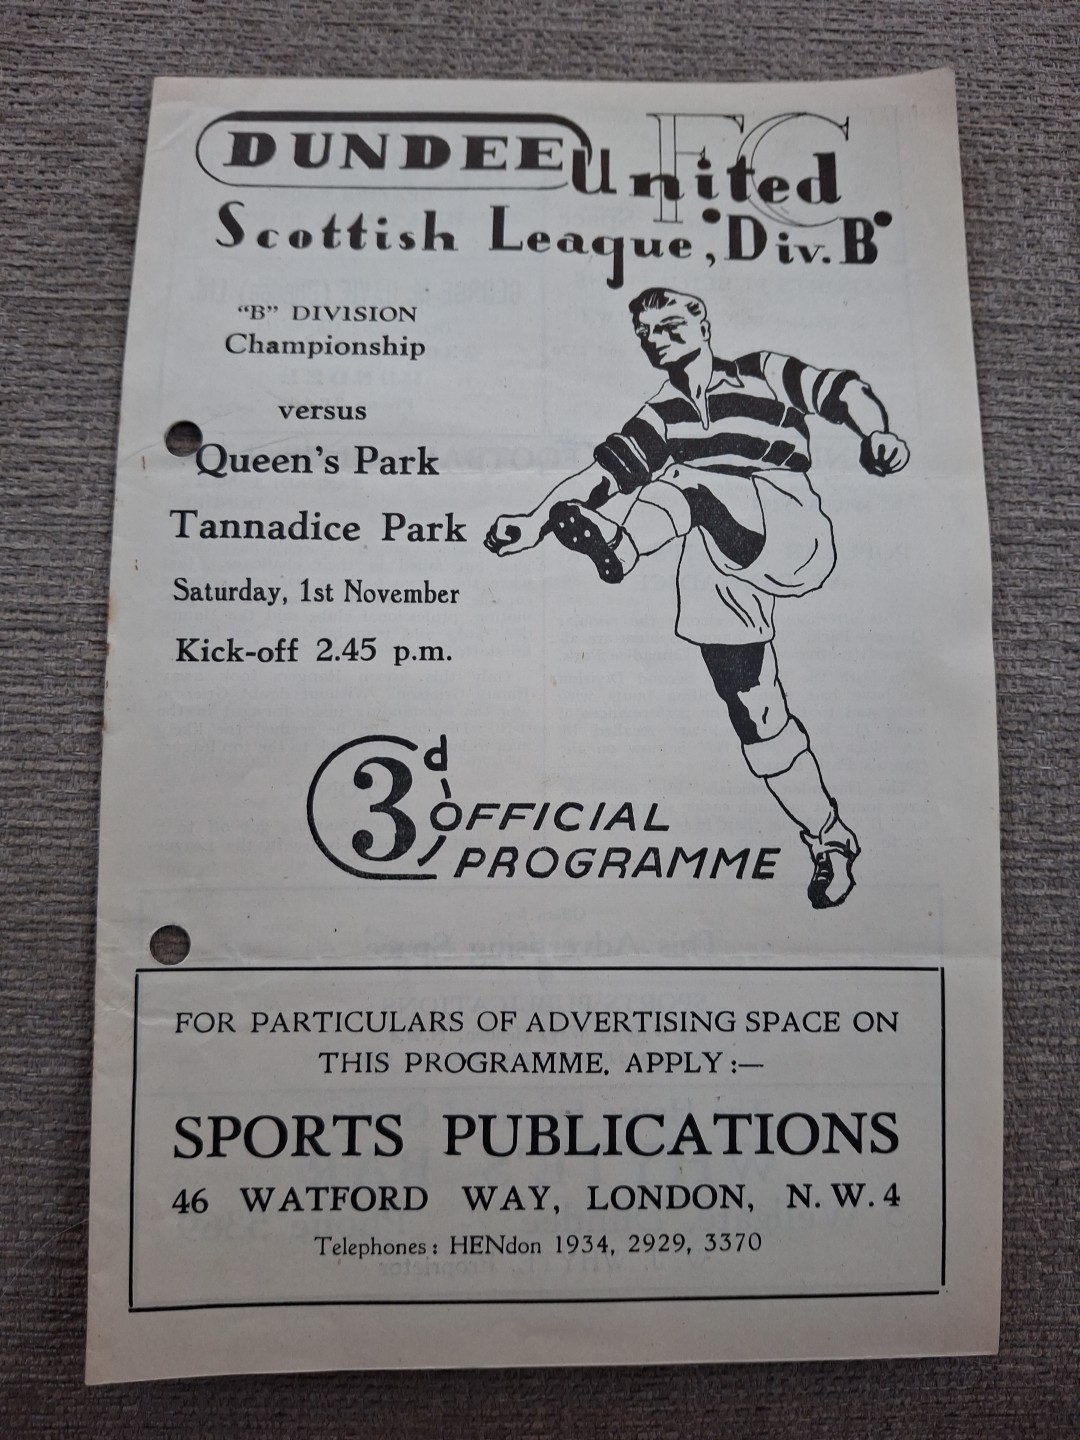 DUNDEE United FC
Scottish League, "Div. B"
"B" DIVISION
Championship
versus
Queen's Park
Tannadice Park
Saturday, 1st November
Kick-off 2.45 p.m.
3d
OFFICIAL
PROGRAMME
FOR PARTICULARS OF ADVERTISING SPACE ON
THIS PROGRAMME. APPLY :—
SPORTS PUBLICATIONS
46 WATFORD WAY, LONDON, N.W.4
Telephones: HENdon 1934, 2929, 3370